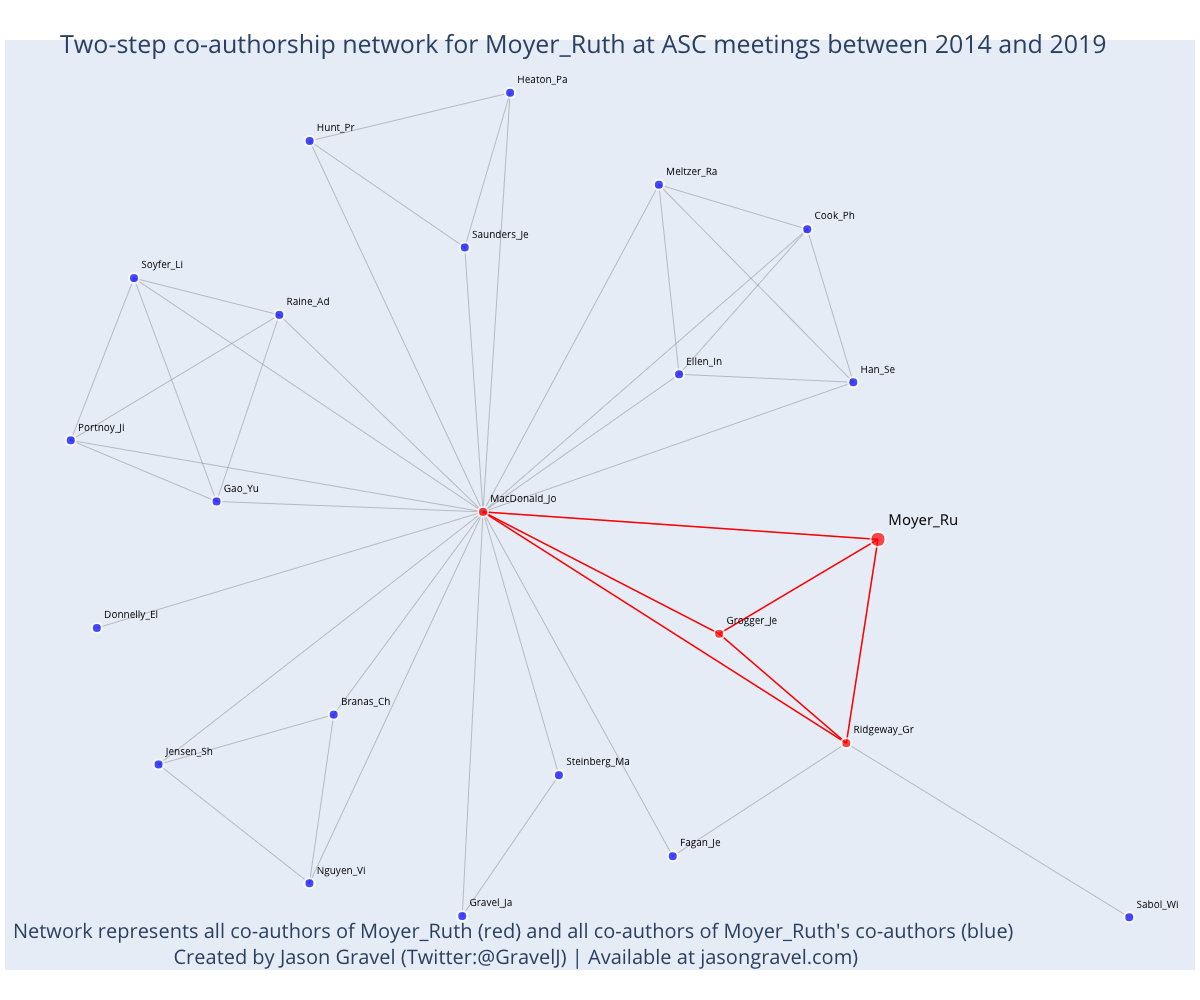 Two-step co-authorship network for Moyer_Ruth at ASC meetings between 2014 and 2019
Heaton_Pa
Hunt_Pr
Meltzer_Ra
Cook_Ph
Saunders_Je
Soyfer_Li
Raine_Ad
Ellen_In
Han_Se
Portnoy_Ji
Gao_Yu
MacDonald_Jo
Moyer_Ru
Donnelly_El
Grogger_Je
Branas_Ch
Ridgeway_Gr
Jensen_Sh
Steinberg_Ma
Fagan_Je
Nguyen_Vi
Gravel_Ja
Sabol_Wi
Network represents all co-authors of Moyer_Ruth (red) and all co-authors of Moyer_Ruth's co-authors (blue)
Created by Jason Gravel (Twitter:@GravelJ) | Available at jasongravel.com)